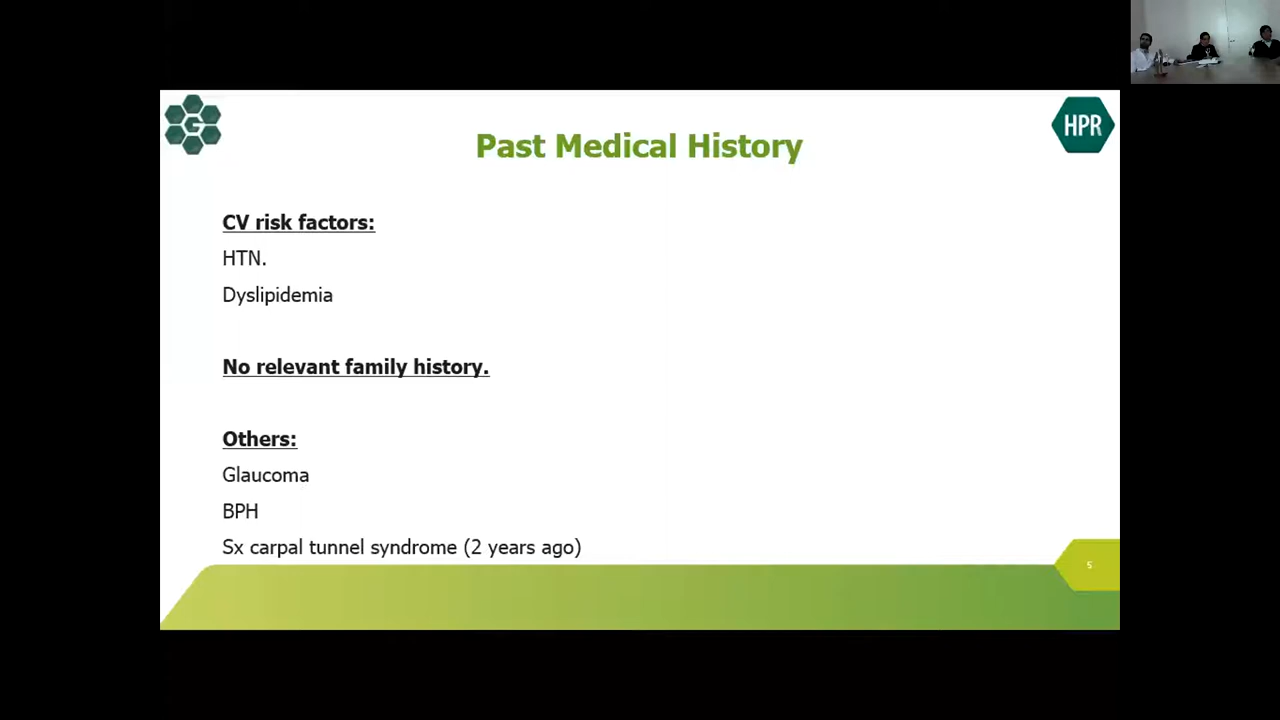 G
HPR
Past Medical History
CV risk factors:
HTN.
Dyslipidemia
No relevant family history.
Others:
Glaucoma
BPH
Sx carpal tunnel syndrome (2 years ago)
5